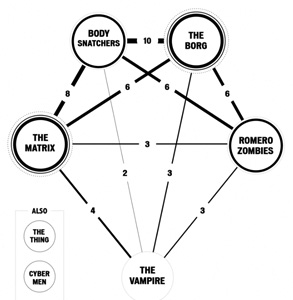 BODY
SNATCHERS
10
THE
BORG
8
6
6
6
THE
MATRIX
3
ROMERO
ZOMBIES
2
3
4
3
ALSO
THE
THING
CYBER
MEN
THE
VAMPIRE